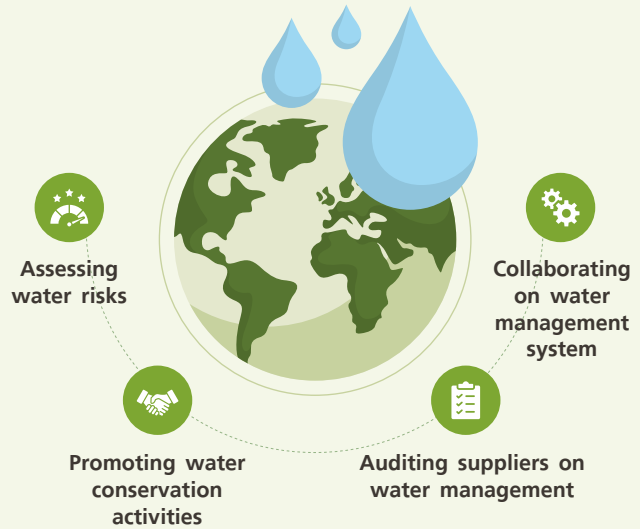 Assessing
water risks
Collaborating
on water
management
system
Promoting water
conservation
activities
Auditing suppliers on
water management